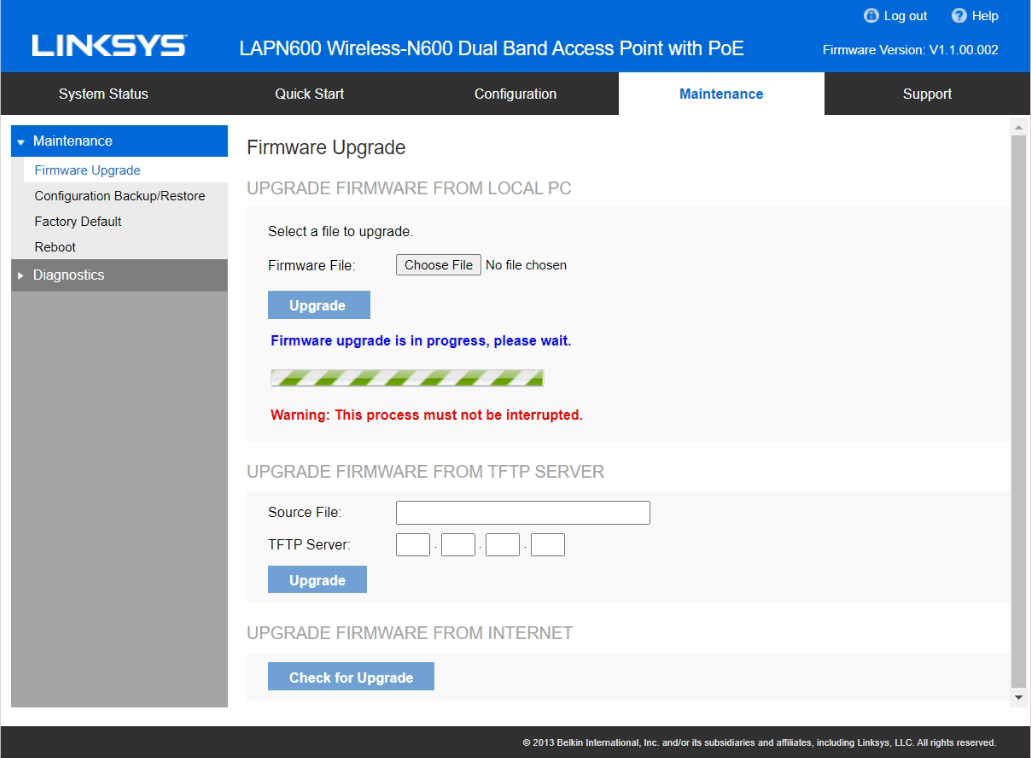 Log out Help
LINKSYS LAPN600 Wireless-N600 Dual Band Access Point with PoE Firmware Version: V1.1.00.002
System Status Quick Start Configuration Maintenance Support
Maintenance
Firmware Upgrade
Configuration Backup/Restore
Factory Default
Reboot
Diagnostics
Firmware Upgrade
UPGRADE FIRMWARE FROM LOCAL PC
Select a file to upgrade.
Firmware File: Choose File No file chosen
Upgrade
Firmware upgrade is in progress, please wait.
Warning: This process must not be interrupted.
UPGRADE FIRMWARE FROM TFTP SERVER
Source File:
TFTP Server: . . .
Upgrade
UPGRADE FIRMWARE FROM INTERNET
Check for Upgrade
© 2013 Belkin International, Inc. and/or its subsidiaries and affiliates, including Linksys, LLC. All rights reserved.